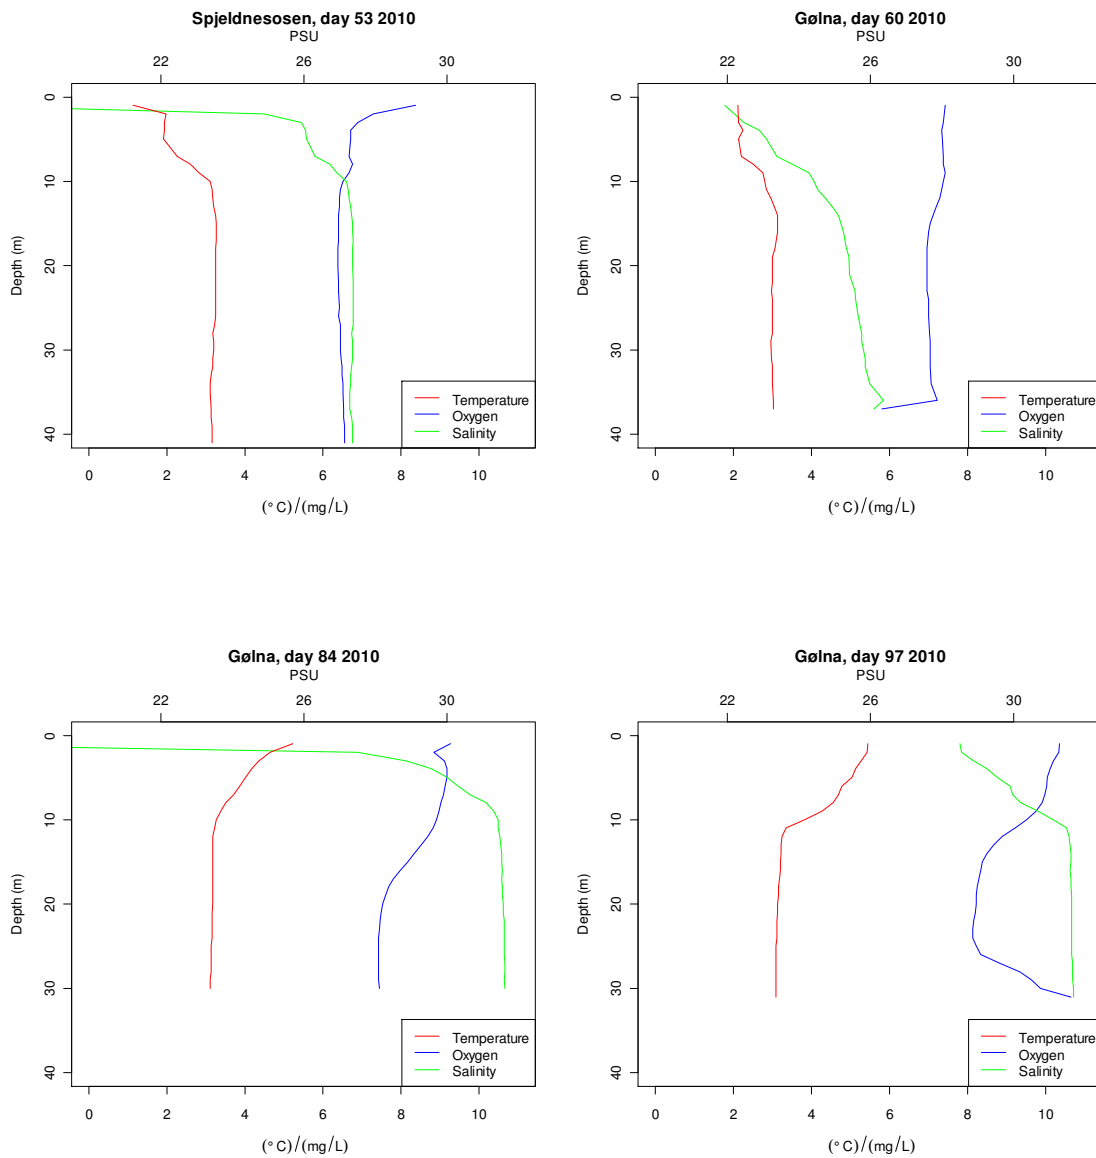 Spjeldnesosen, day 53 2010
PSU
22 26 30
0
10
20
30
40
Depth (m)
Temperature
Oxygen
Salinity
0 2 4 6 8 10
(° C)/(mg/L)
Gølna, day 60 2010
PSU
22 26 30
0
10
20
30
40
Depth (m)
Temperature
Oxygen
Salinity
0 2 4 6 8 10
(° C)/(mg/L)
Gølna, day 84 2010
PSU
22 26 30
0
10
20
30
40
Depth (m)
Temperature
Oxygen
Salinity
0 2 4 6 8 10
(° C)/(mg/L)
Gølna, day 97 2010
PSU
22 26 30
0
10
20
30
40
Depth (m)
Temperature
Oxygen
Salinity
0 2 4 6 8 10
(° C)/(mg/L)